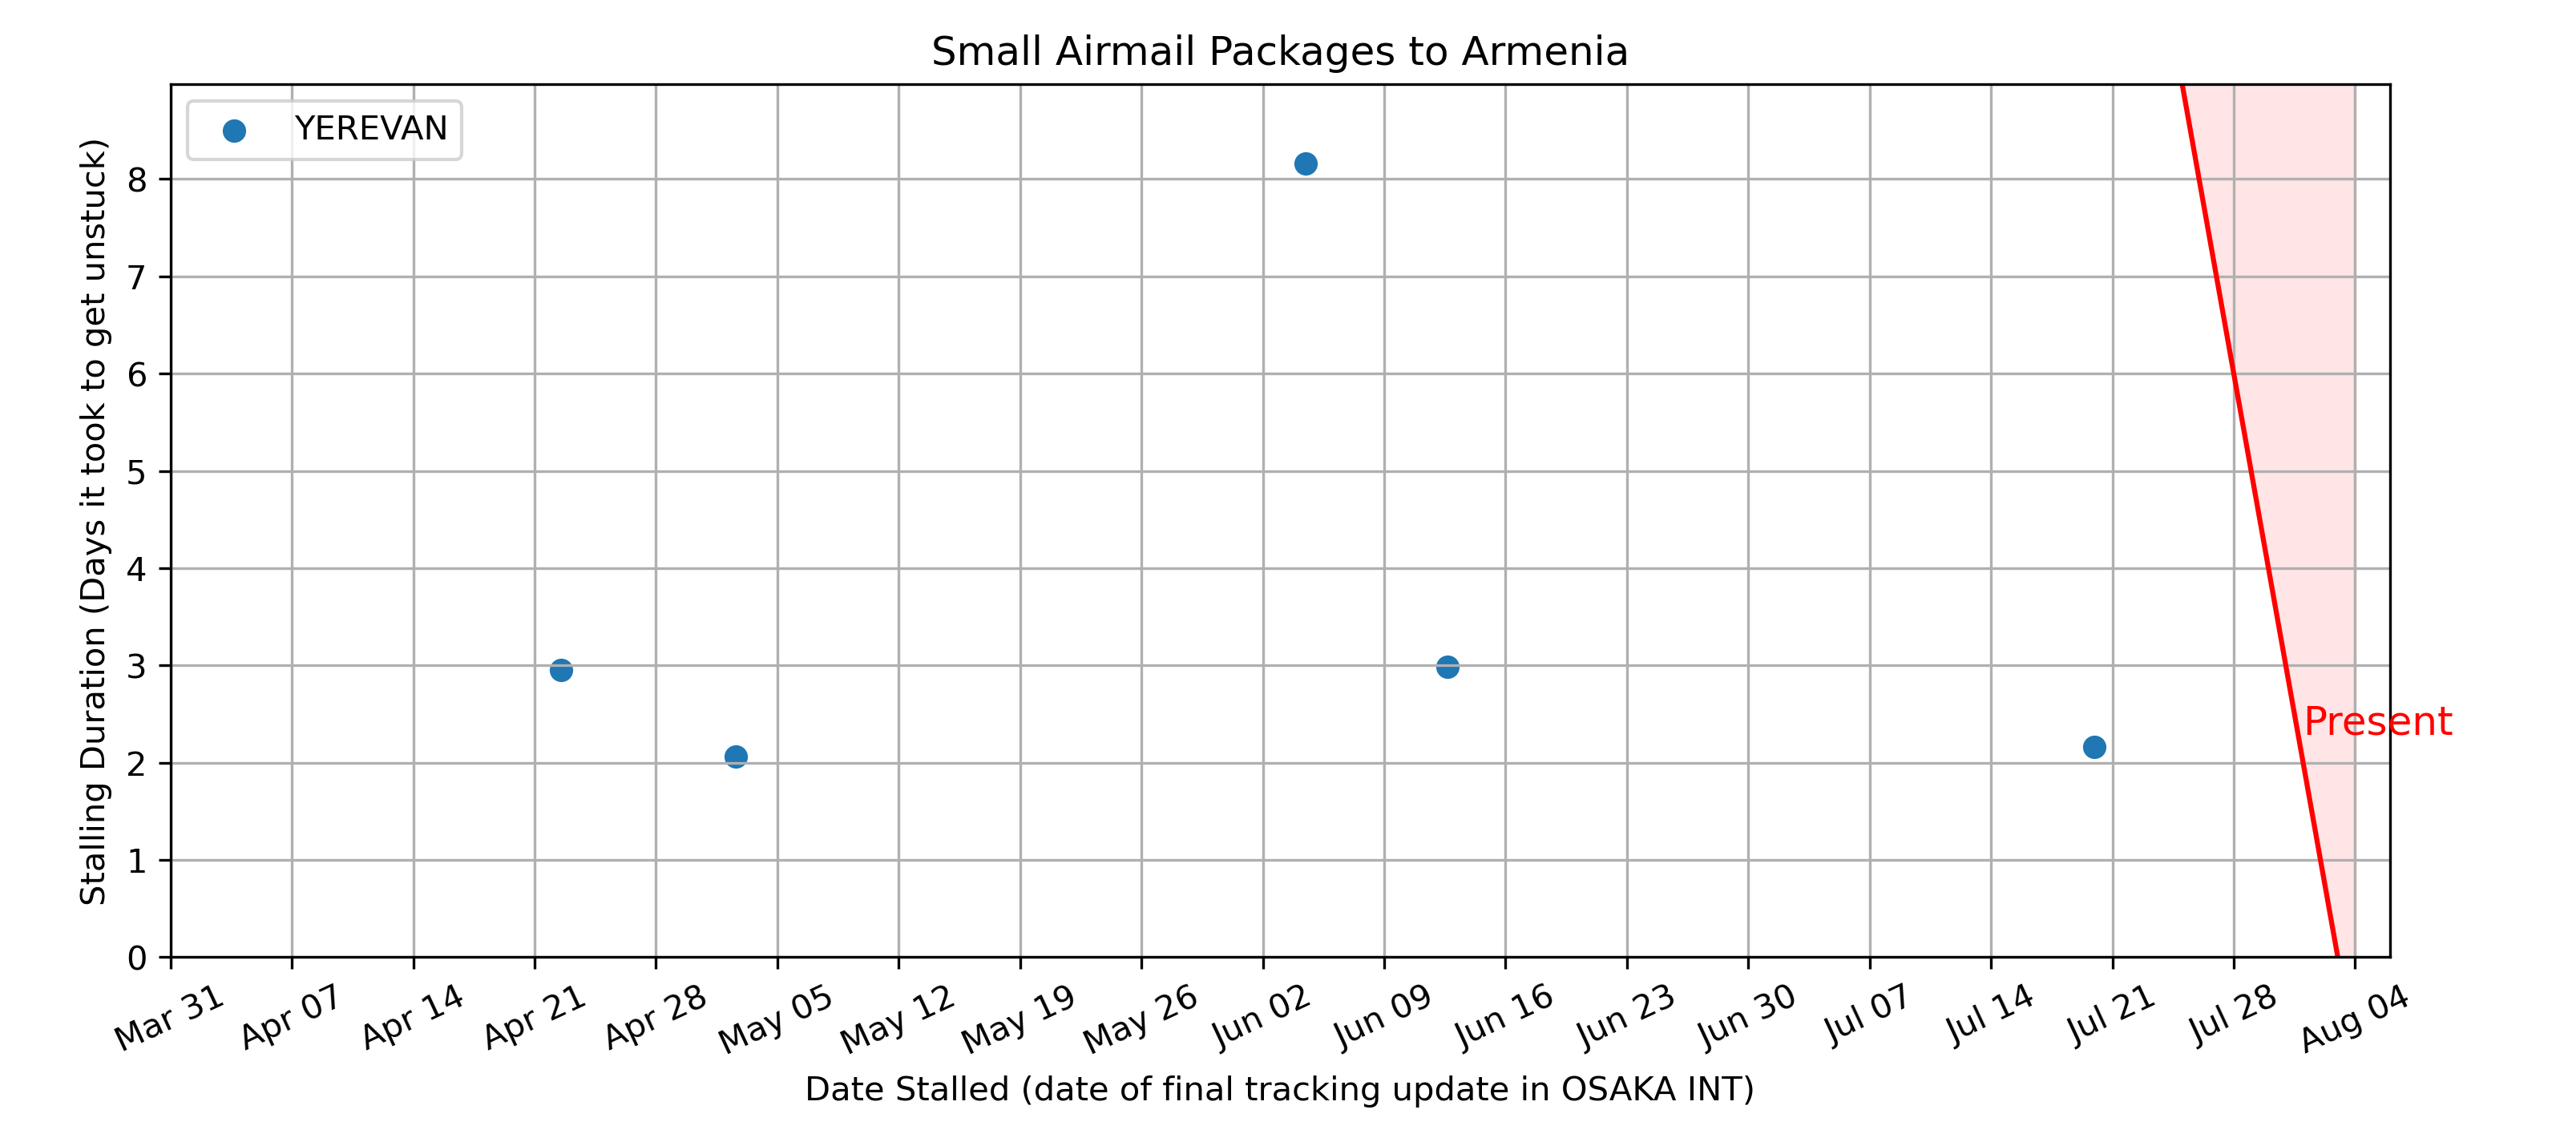 Small Airmail Packages to Armenia
YEREVAN
Stalling Duration (Days it took to get unstuck)
8
7
6
5
4
3
2
1
0
Present
Mar 31
Apr 07
Apr 14
Apr 21
Apr 28
May 05
May 12
May 19
May 26
Jun 02
Jun 09
Jun 16
Jun 23
Jun 30
Jul 07
Jul 14
Jul 21
Jul 28
Aug 04
Date Stalled (date of final tracking update in OSAKA INT)